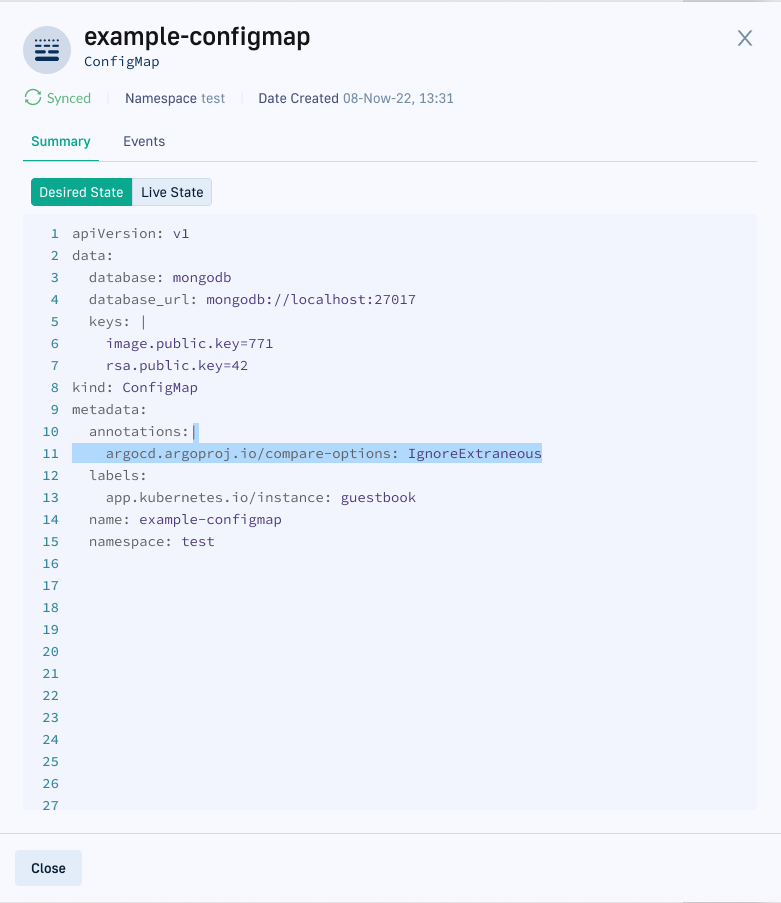 example-configmap
ConfigMap
Synced Namespace test Date Created 08-Now-22, 13:31
Summary Events
Desired State Live State
1 apiVersion: v1
2 data:
3   database: mongodb
4   database_url: mongodb://localhost:27017
5   keys: |
6     image.public.key=771
7     rsa.public.key=42
8 kind: ConfigMap
9 metadata:
10   annotations:
11     argocd.argoproj.io/compare-options: IgnoreExtraneous
12   labels:
13     app.kubernetes.io/instance: guestbook
14   name: example-configmap
15   namespace: test
16
17
18
19
20
21
22
23
24
25
26
27
Close